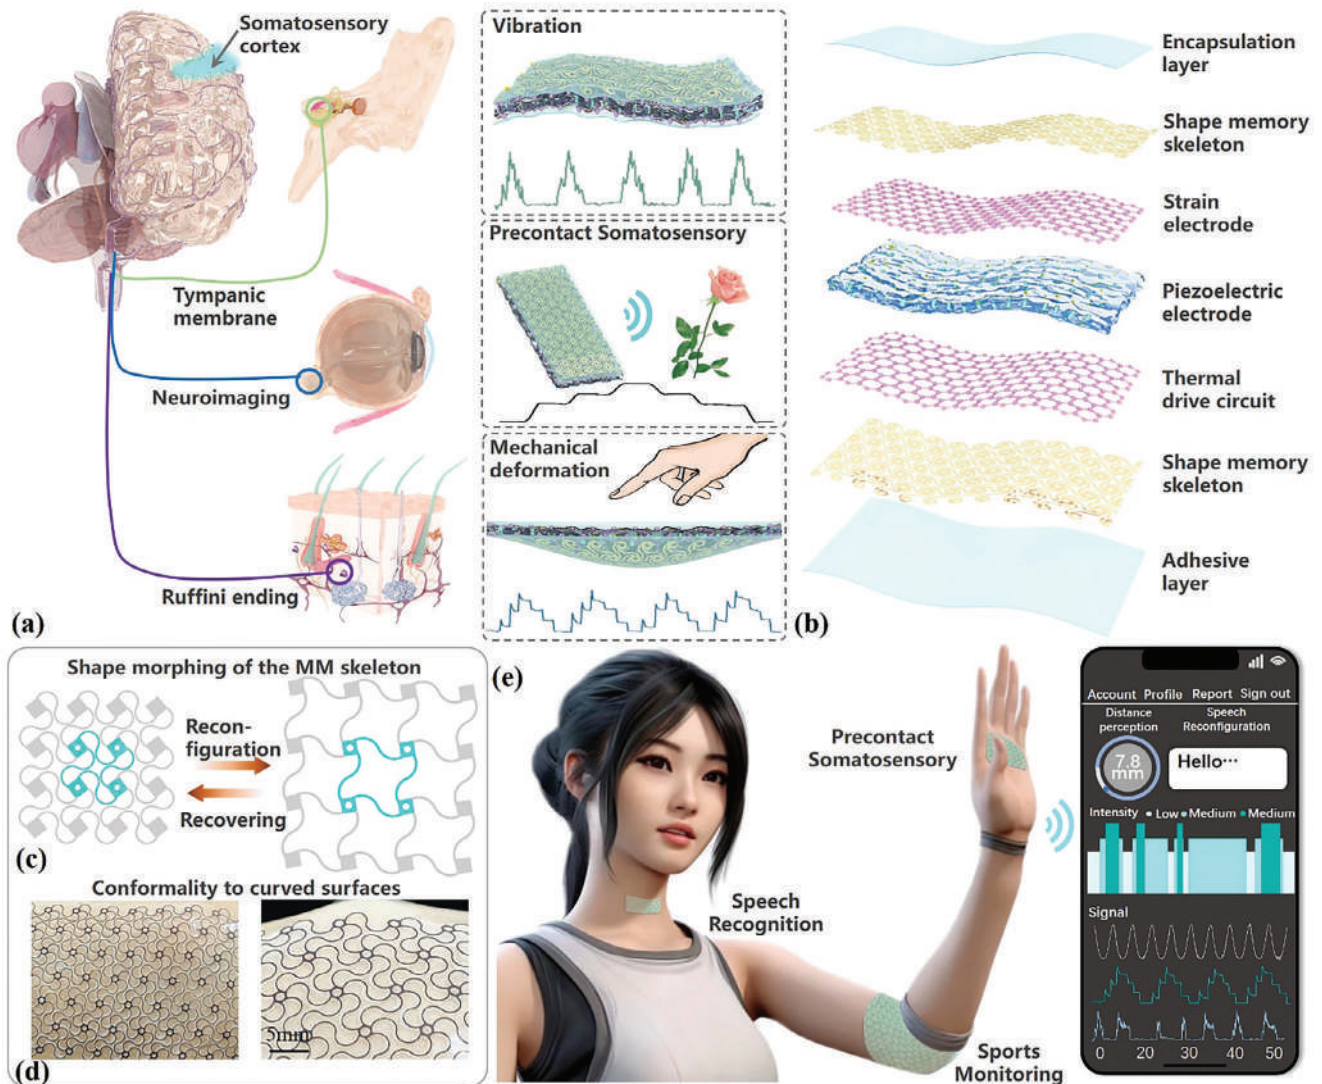 Somatosensory
cortex
Tympanic
membrane
Neuroimaging
Ruffini ending
(a)
Vibration
Precontact Somatosensory
Mechanical
deformation
Encapsulation
layer
Shape memory
skeleton
Strain
electrode
Piezoelectric
electrode
Thermal
drive circuit
Shape memory
skeleton
Adhesive
layer
(b)
Shape morphing of the MM skeleton
Recon-
figuration
Recovering
(c)
Conformality to curved surfaces
5mm
(d)
(e)
Precontact
Somatosensory
Speech
Recognition
Sports
Monitoring
Account Profile Report Sign out
Distance
perception
Speech
Reconfiguration
7.8
mm
Hello···
Intensity Low Medium Medium
Signal
0 10 20 30 40 50